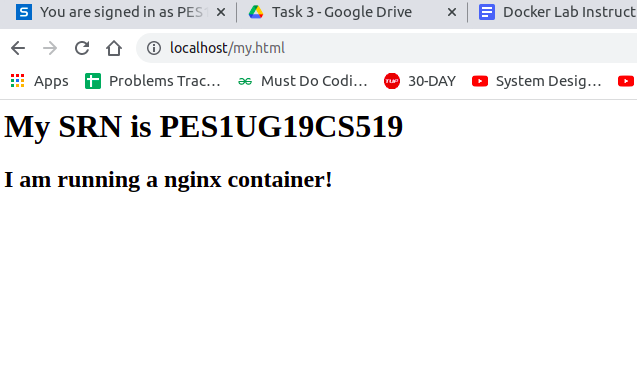 You are signed in as PES
Task 3 - Google Drive
Docker Lab Instruct
localhost/my.html
Apps
Problems Trac...
Must Do Codi...
30-DAY
System Desig...
My SRN is PES1UG19CS519
I am running a nginx container!